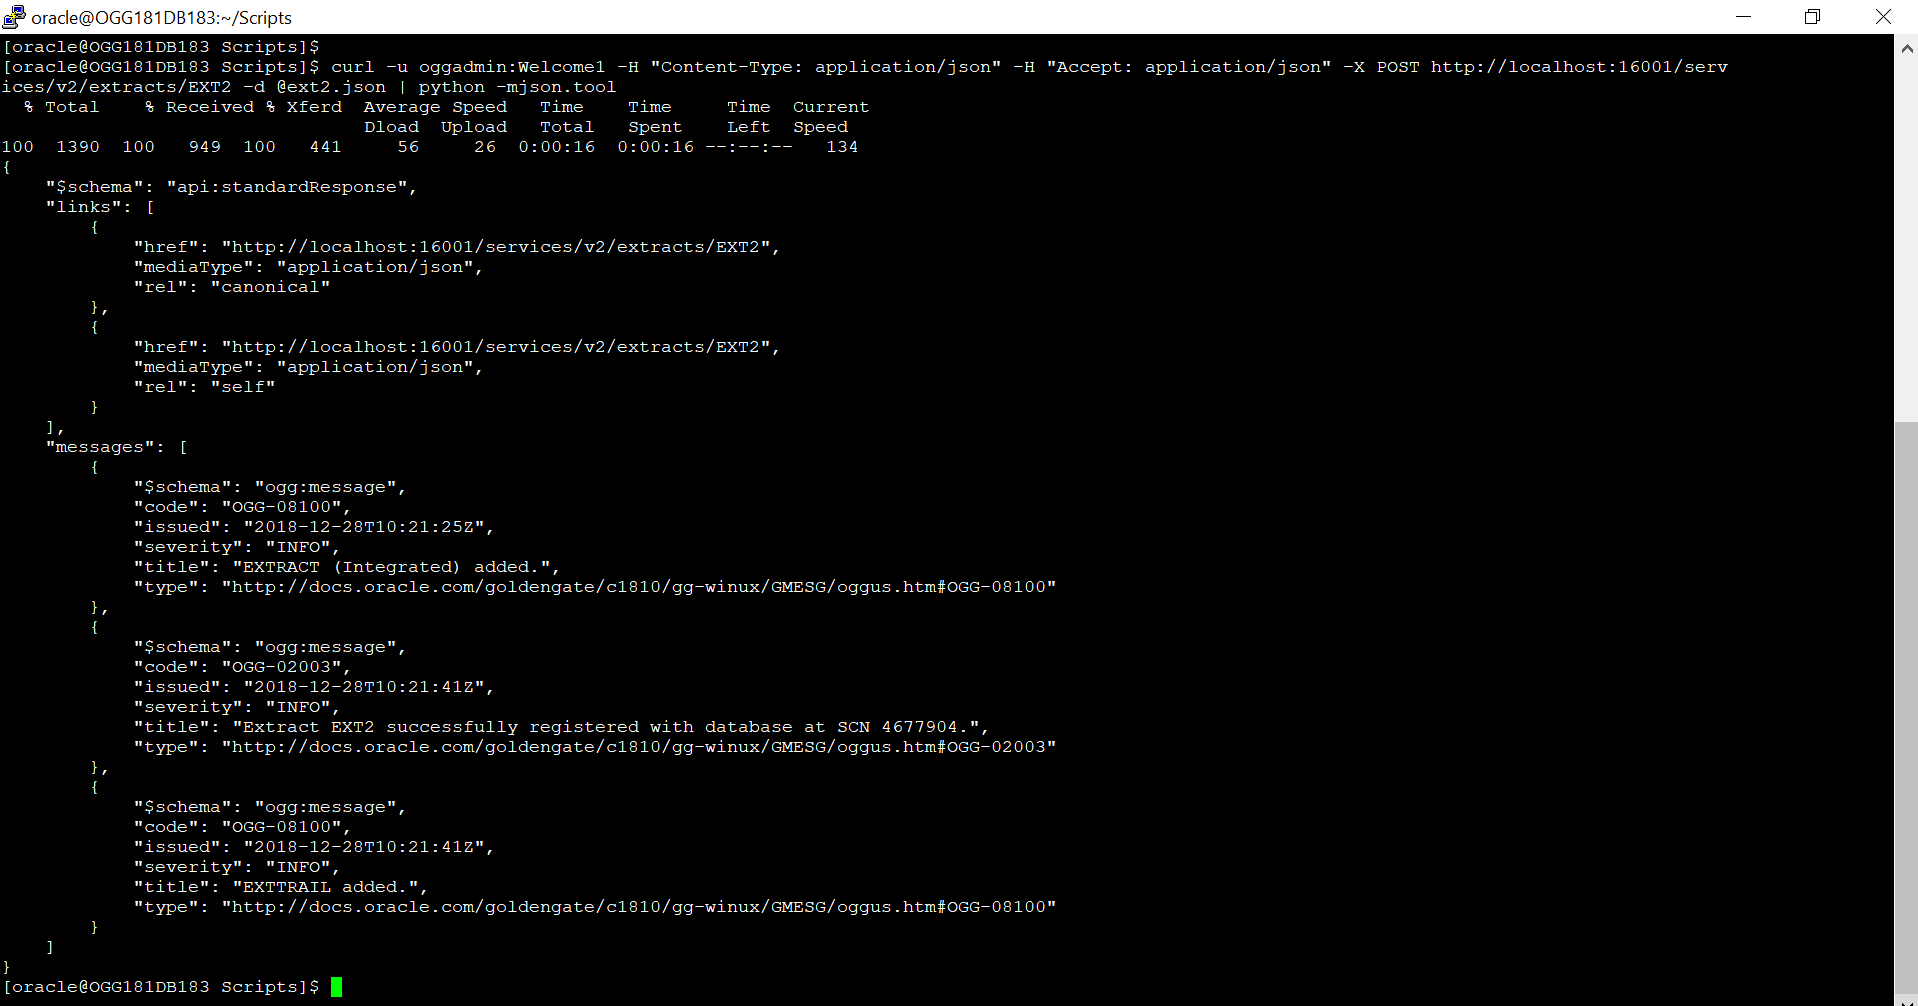 oracle@OGG181DB183:~/Scripts
[oracle@OGG181DB183 Scripts]$
[oracle@OGG181DB183 Scripts]$ curl -u oggadmin:Welcome1 -H "Content-Type: application/json" -H "Accept: application/json" -X POST http://localhost:16001/serv
ices/v2/extracts/EXT2 -d @ext2.json | python -mjson.tool
  % Total    % Received % Xferd  Average Speed   Time    Time     Time  Current
                                 Dload  Upload   Total   Spent    Left  Speed
100  1390  100   949  100   441     56     26  0:00:16  0:00:16 --:--:--   134
{
    "$schema": "api:standardResponse",
    "links": [
        {
            "href": "http://localhost:16001/services/v2/extracts/EXT2",
            "mediaType": "application/json",
            "rel": "canonical"
        },
        {
            "href": "http://localhost:16001/services/v2/extracts/EXT2",
            "mediaType": "application/json",
            "rel": "self"
        }
    ],
    "messages": [
        {
            "$schema": "ogg:message",
            "code": "OGG-08100",
            "issued": "2018-12-28T10:21:25Z",
            "severity": "INFO",
            "title": "EXTRACT (Integrated) added.",
            "type": "http://docs.oracle.com/goldengate/c1810/gg-winux/GMESG/oggus.htm#OGG-08100"
        },
        {
            "$schema": "ogg:message",
            "code": "OGG-02003",
            "issued": "2018-12-28T10:21:41Z",
            "severity": "INFO",
            "title": "Extract EXT2 successfully registered with database at SCN 4677904.",
            "type": "http://docs.oracle.com/goldengate/c1810/gg-winux/GMESG/oggus.htm#OGG-02003"
        },
        {
            "$schema": "ogg:message",
            "code": "OGG-08100",
            "issued": "2018-12-28T10:21:41Z",
            "severity": "INFO",
            "title": "EXTTRAIL added.",
            "type": "http://docs.oracle.com/goldengate/c1810/gg-winux/GMESG/oggus.htm#OGG-08100"
        }
    ]
}
[oracle@OGG181DB183 Scripts]$